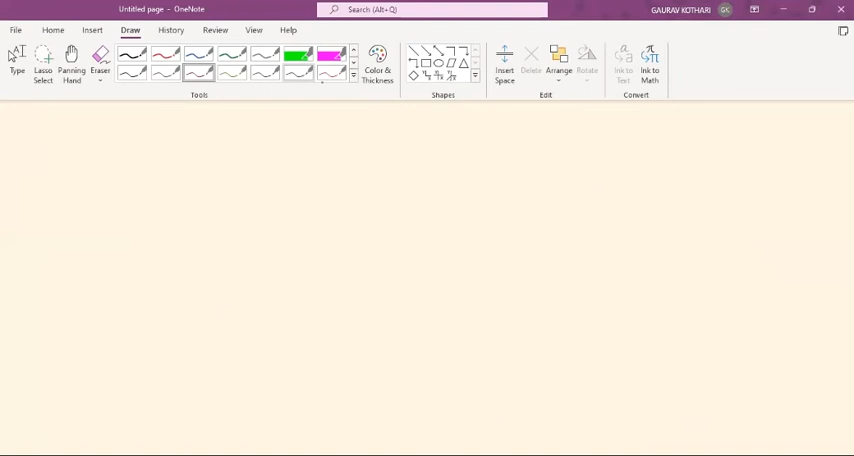 Untitled page - OneNote
Search (Alt+Q)
GAURAV KOTHARI GK
File Home Insert Draw History Review View Help
Type
Lasso Select
Panning Hand
Eraser
Color & Thickness
Insert Space
Delete
Arrange
Rotate
Ink to Text
Ink to Math
Tools
Shapes
Edit
Convert